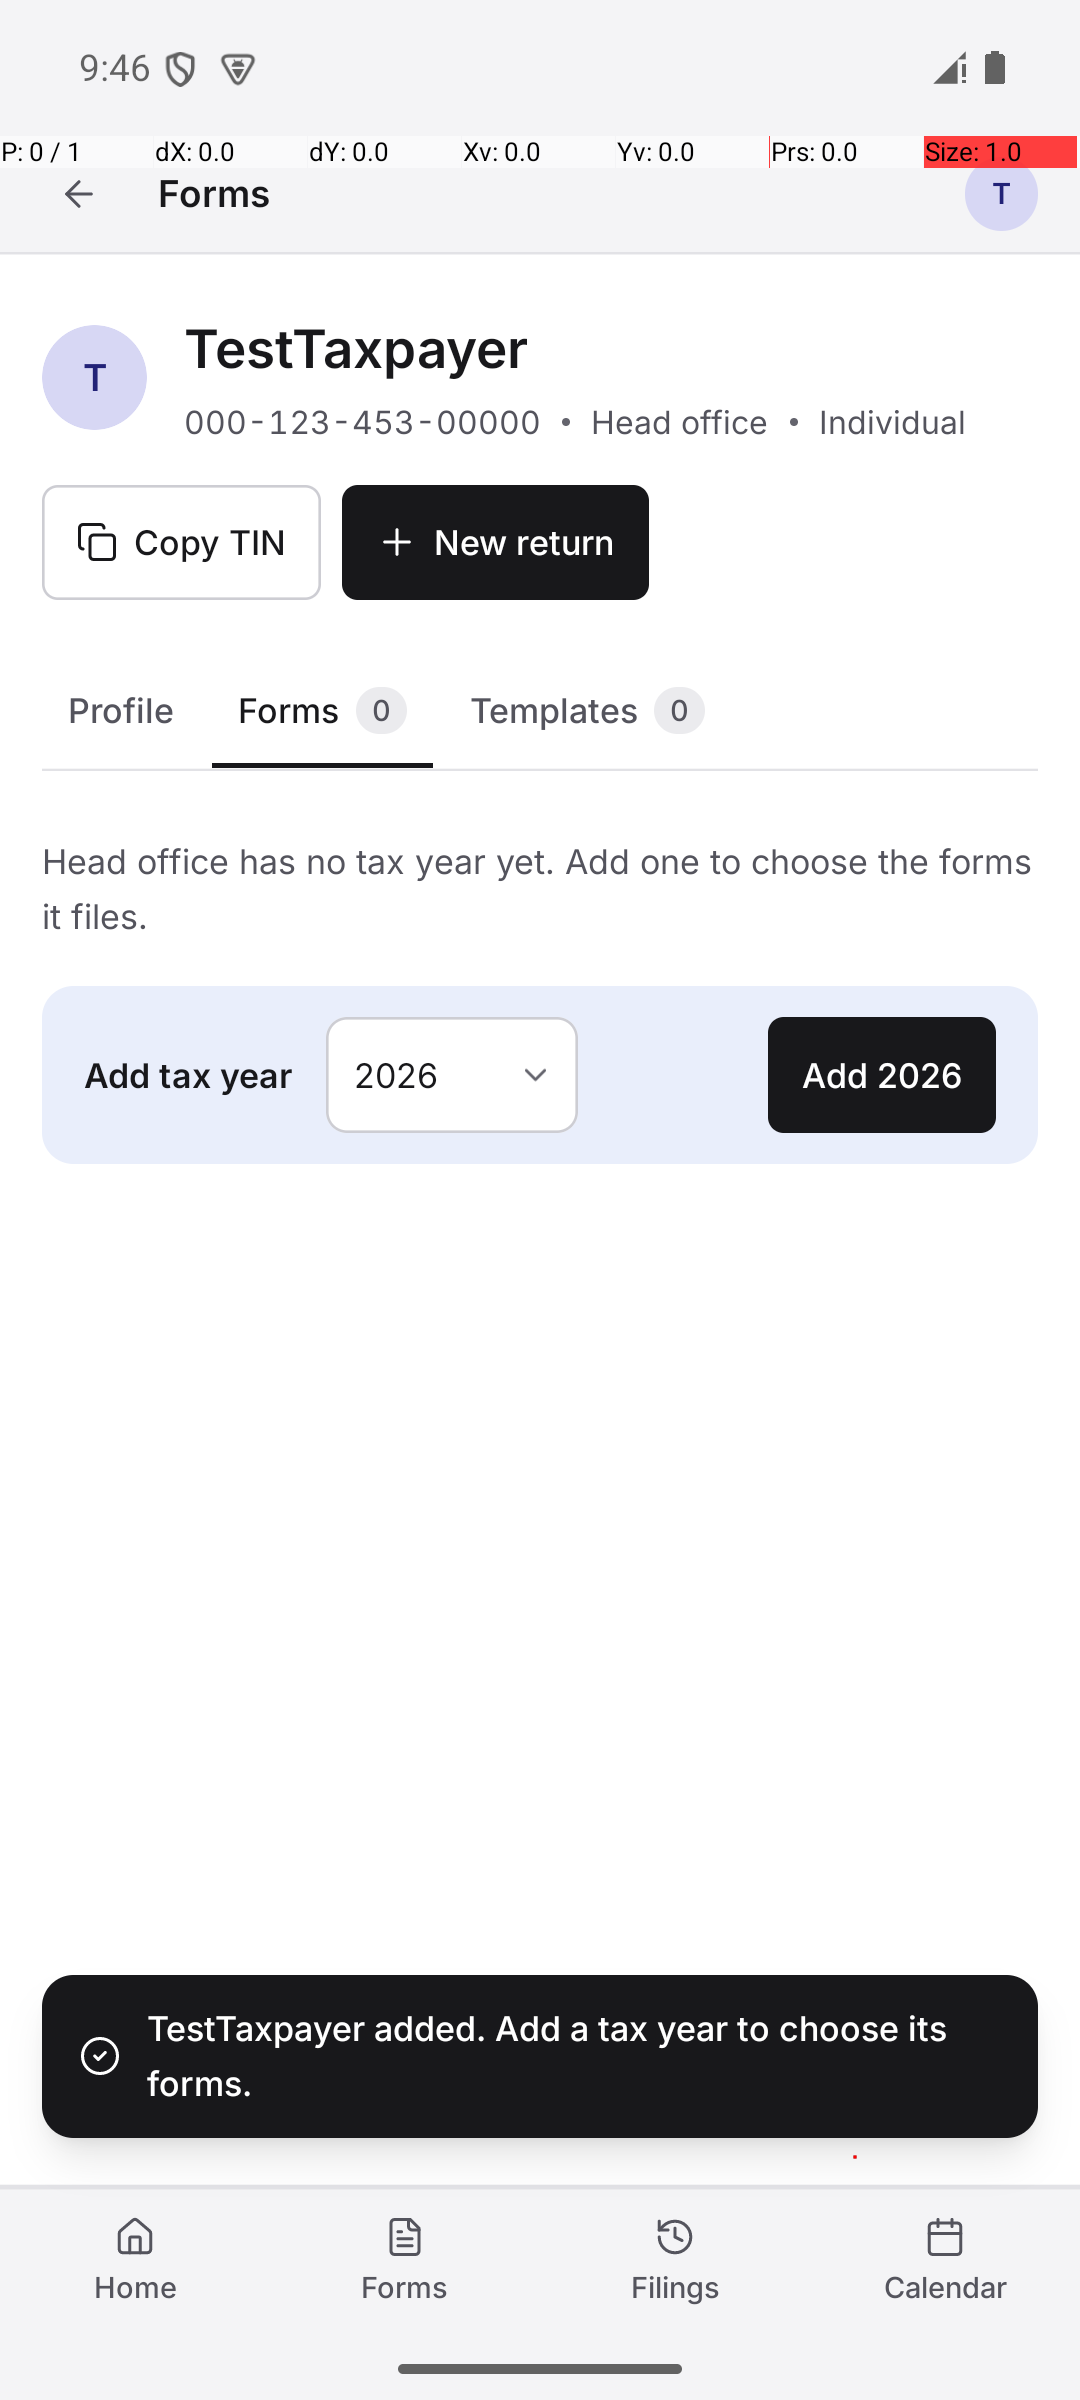 9:46
P: 0 / 1 dX: 0.0 dY: 0.0 Xv: 0.0 Yv: 0.0 Prs: 0.0 Size: 1.0
Forms T
T
TestTaxpayer
000-123-453-00000 • Head office • Individual
Copy TIN
New return
Profile Forms 0 Templates 0
Head office has no tax year yet. Add one to choose the forms
it files.
Add tax year 2026 Add 2026
TestTaxpayer added. Add a tax year to choose its
forms.
Home Forms Filings Calendar